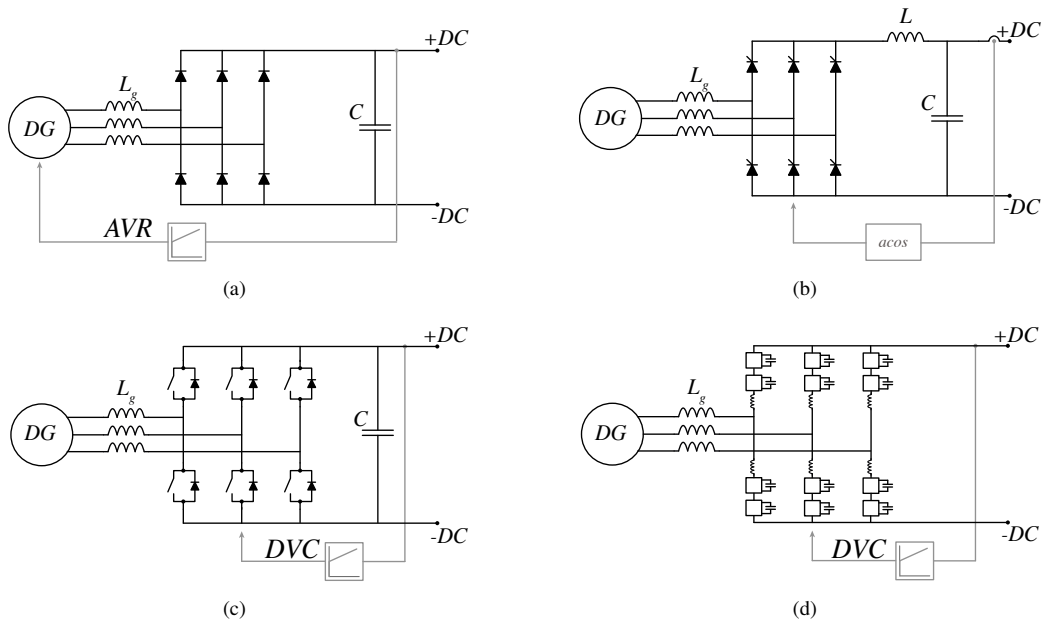 +DC
L_g
DG
C
-DC
AVR
(a)
L
+DC
L_g
DG
C
-DC
acos
(b)
+DC
L_g
DG
C
-DC
DVC
(c)
+DC
L_g
DG
-DC
DVC
(d)